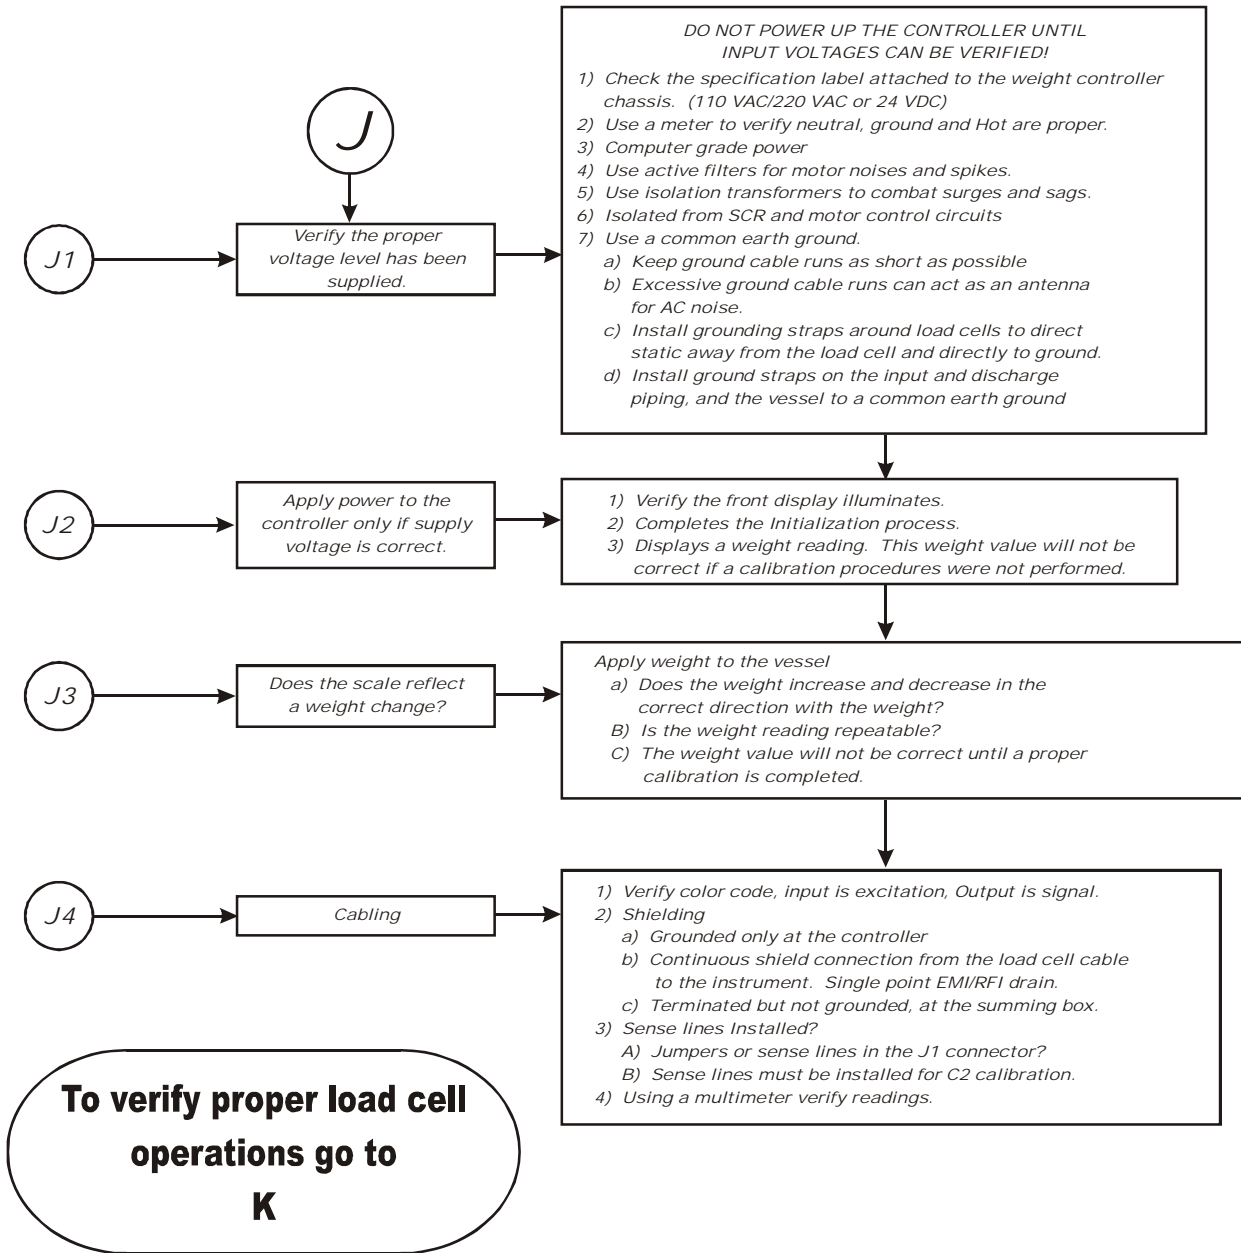 J
J1
Verify the proper
voltage level has been
supplied.
DO NOT POWER UP THE CONTROLLER UNTIL
INPUT VOLTAGES CAN BE VERIFIED!
1) Check the specification label attached to the weight controller
chassis. (110 VAC/220 VAC or 24 VDC)
2) Use a meter to verify neutral, ground and Hot are proper.
3) Computer grade power
4) Use active filters for motor noises and spikes.
5) Use isolation transformers to combat surges and sags.
6) Isolated from SCR and motor control circuits
7) Use a common earth ground.
a) Keep ground cable runs as short as possible
b) Excessive ground cable runs can act as an antenna
for AC noise.
c) Install grounding straps around load cells to direct
static away from the load cell and directly to ground.
d) Install ground straps on the input and discharge
piping, and the vessel to a common earth ground
J2
Apply power to the
controller only if supply
voltage is correct.
1) Verify the front display illuminates.
2) Completes the Initialization process.
3) Displays a weight reading. This weight value will not be
correct if a calibration procedures were not performed.
J3
Does the scale reflect
a weight change?
Apply weight to the vessel
a) Does the weight increase and decrease in the
correct direction with the weight?
B) Is the weight reading repeatable?
C) The weight value will not be correct until a proper
calibration is completed.
J4
Cabling
1) Verify color code, input is excitation, Output is signal.
2) Shielding
a) Grounded only at the controller
b) Continuous shield connection from the load cell cable
to the instrument. Single point EMI/RFI drain.
c) Terminated but not grounded, at the summing box.
3) Sense lines Installed?
A) Jumpers or sense lines in the J1 connector?
B) Sense lines must be installed for C2 calibration.
4) Using a multimeter verify readings.
To verify proper load cell
operations go to
K